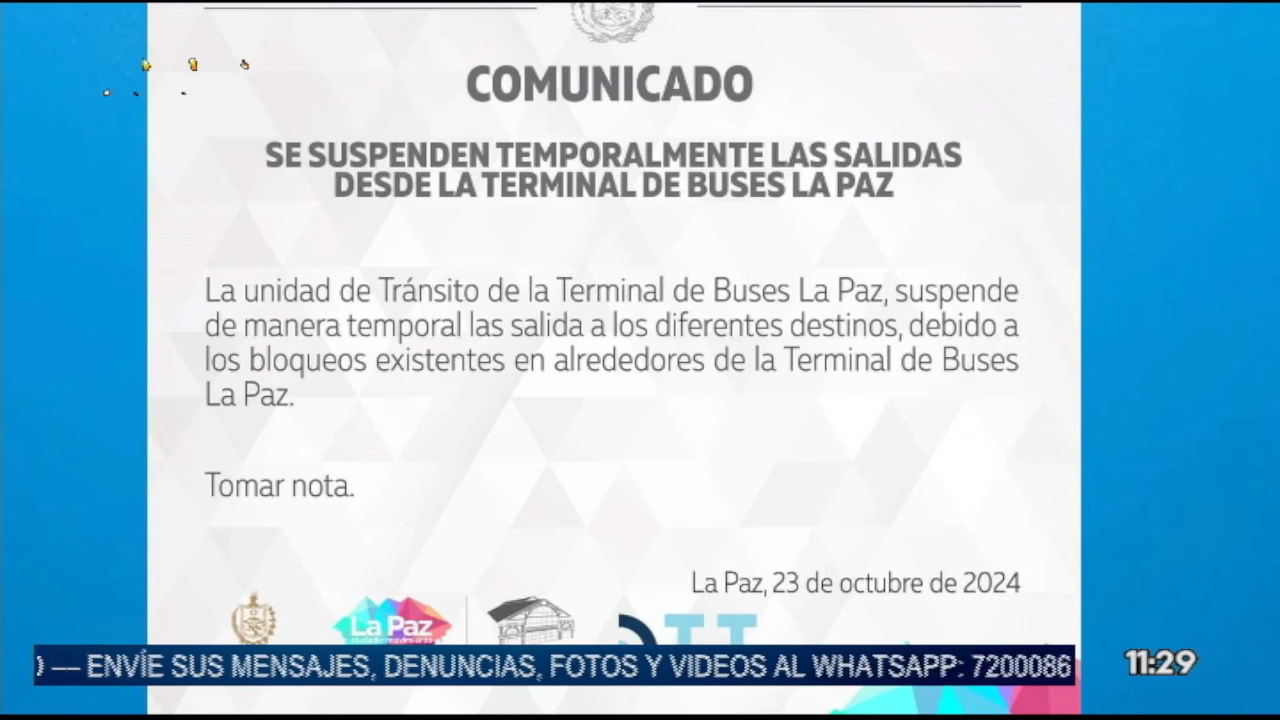 COMUNICADO
SE SUSPENDEN TEMPORALMENTE LAS SALIDAS
DESDE LA TERMINAL DE BUSES LA PAZ
La unidad de Tránsito de la Terminal de Buses La Paz, suspende
de manera temporal las salida a los diferentes destinos, debido a
los bloqueos existentes en alrededores de la Terminal de Buses
La Paz.
Tomar nota.
La Paz, 23 de octubre de 2024
La Paz
— ENVÍE SUS MENSAJES, DENUNCIAS, FOTOS Y VIDEOS AL WHATSAPP: 7200086
11:29